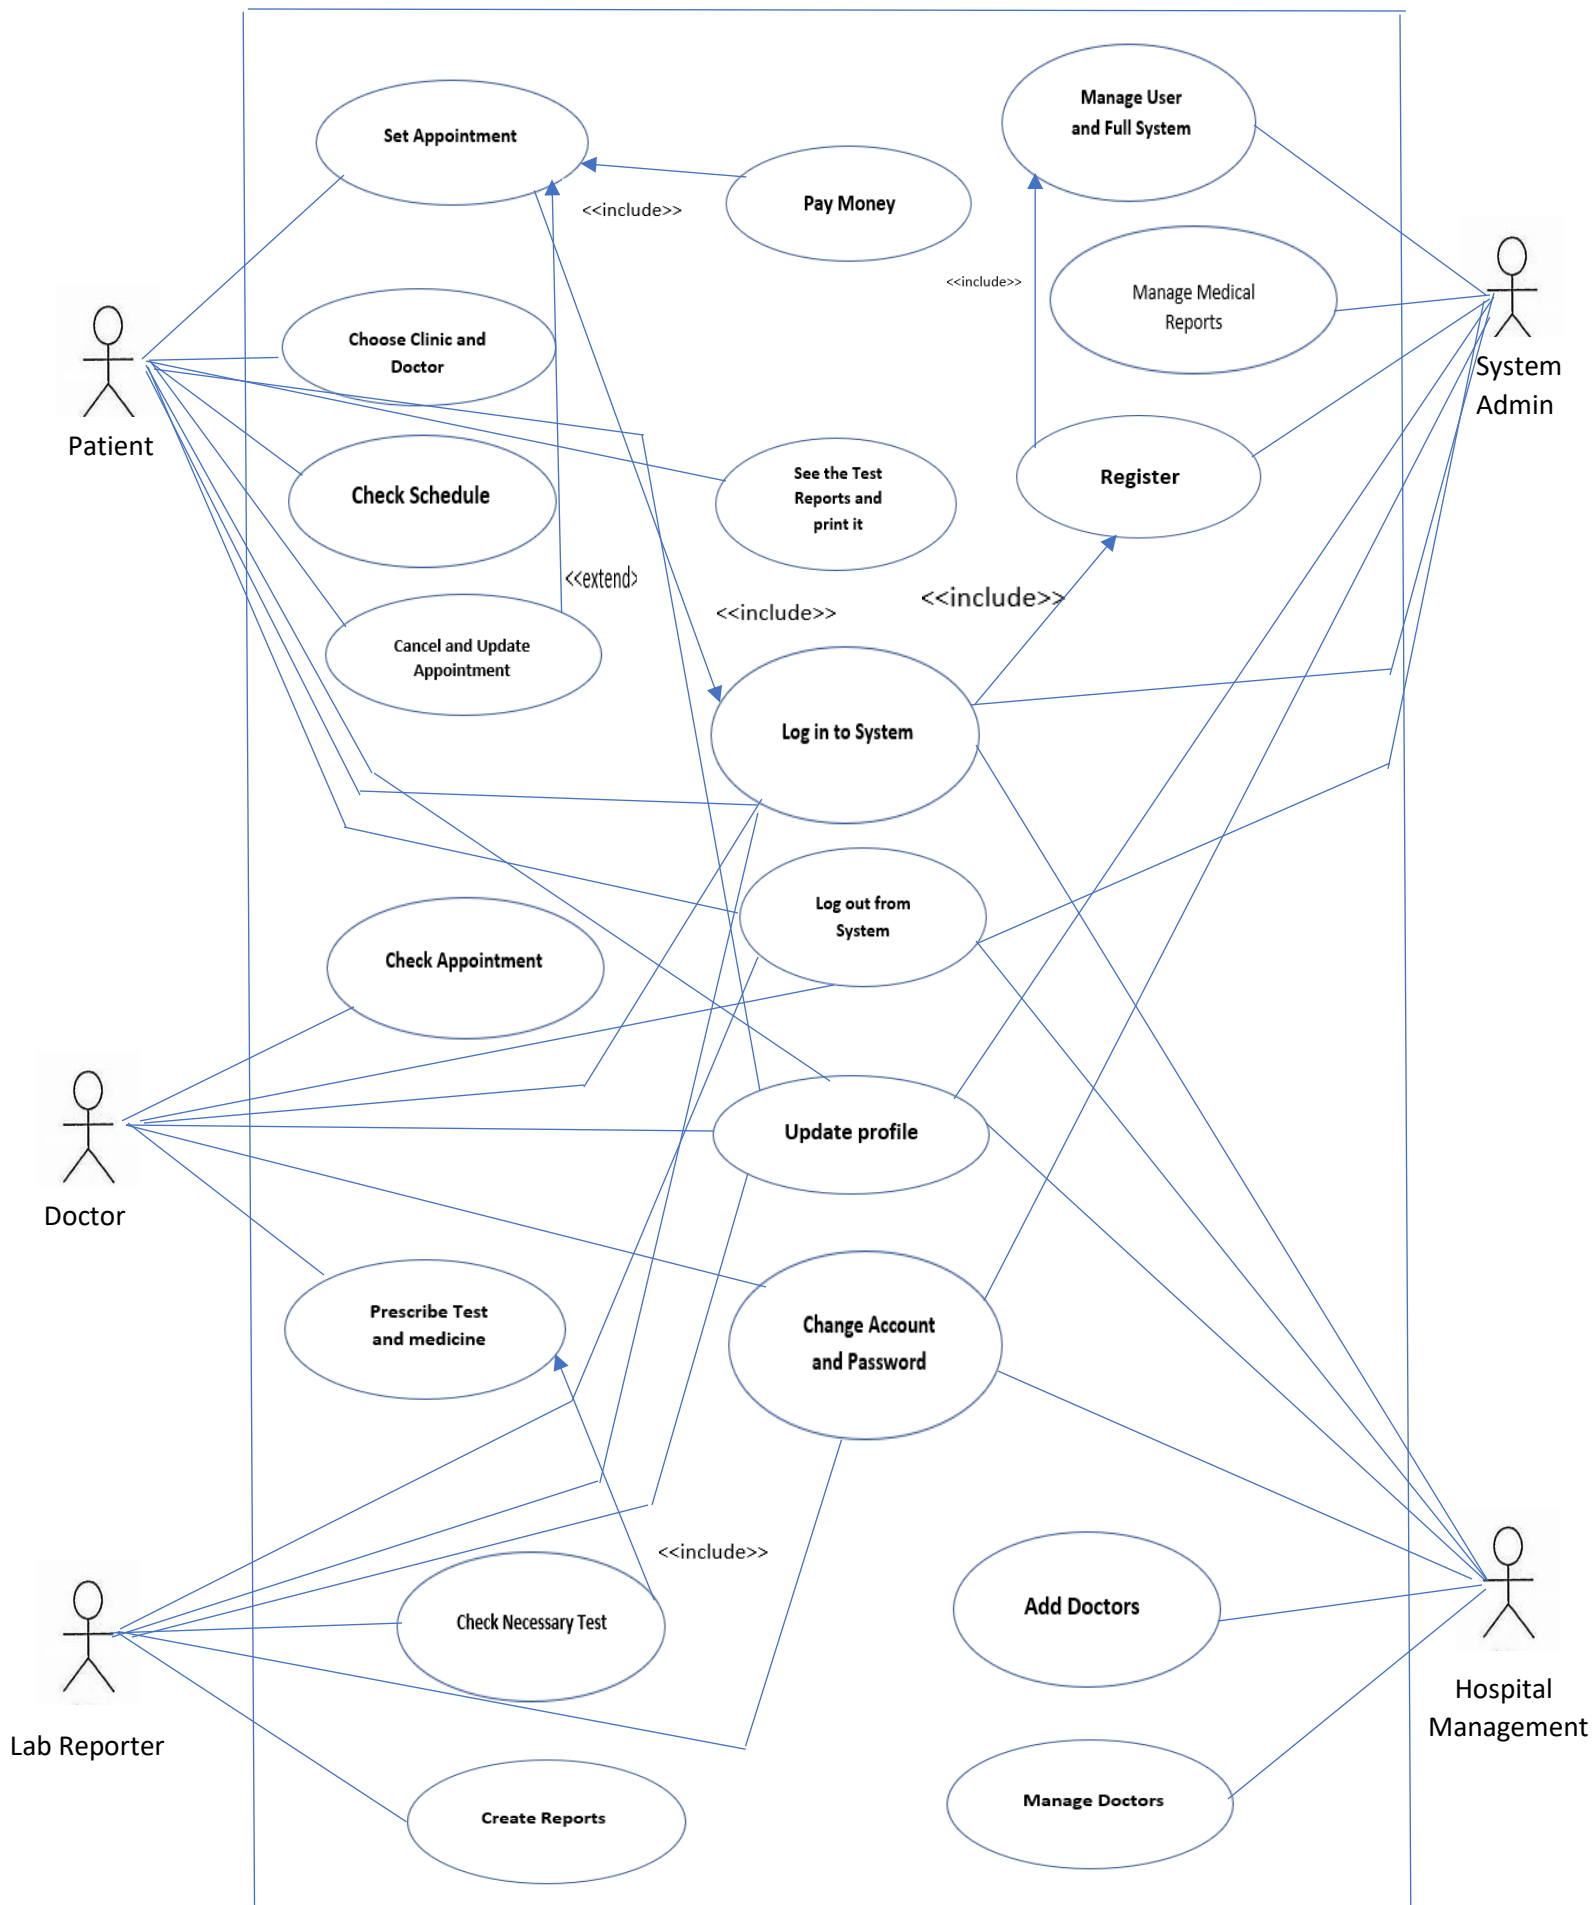 Set Appointment
Manage User
and Full System
Pay Money
<<include>>
<<include>>
Manage Medical
Reports
Choose Clinic and
Doctor
Patient
System
Admin
Check Schedule
See the Test
Reports and
print it
Register
<<extend>
<<include>>
<<include>>
Cancel and Update
Appointment
Log in to System
Log out from
System
Check Appointment
Update profile
Doctor
Prescribe Test
and medicine
Change Account
and Password
<<include>>
Check Necessary Test
Add Doctors
Lab Reporter
Hospital
Management
Create Reports
Manage Doctors